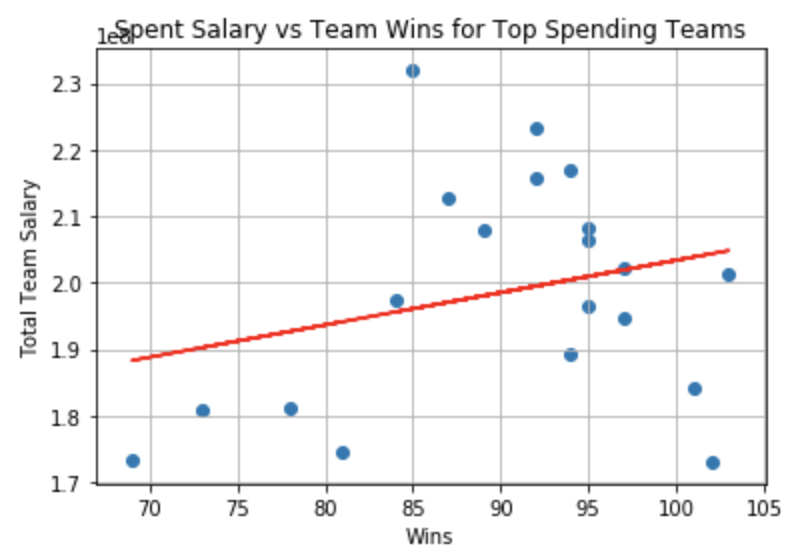 Spent Salary vs Team Wins for Top Spending Teams
1e8
Total Team Salary
2.3
2.2
2.1
2.0
1.9
1.8
1.7
70 75 80 85 90 95 100 105
Wins